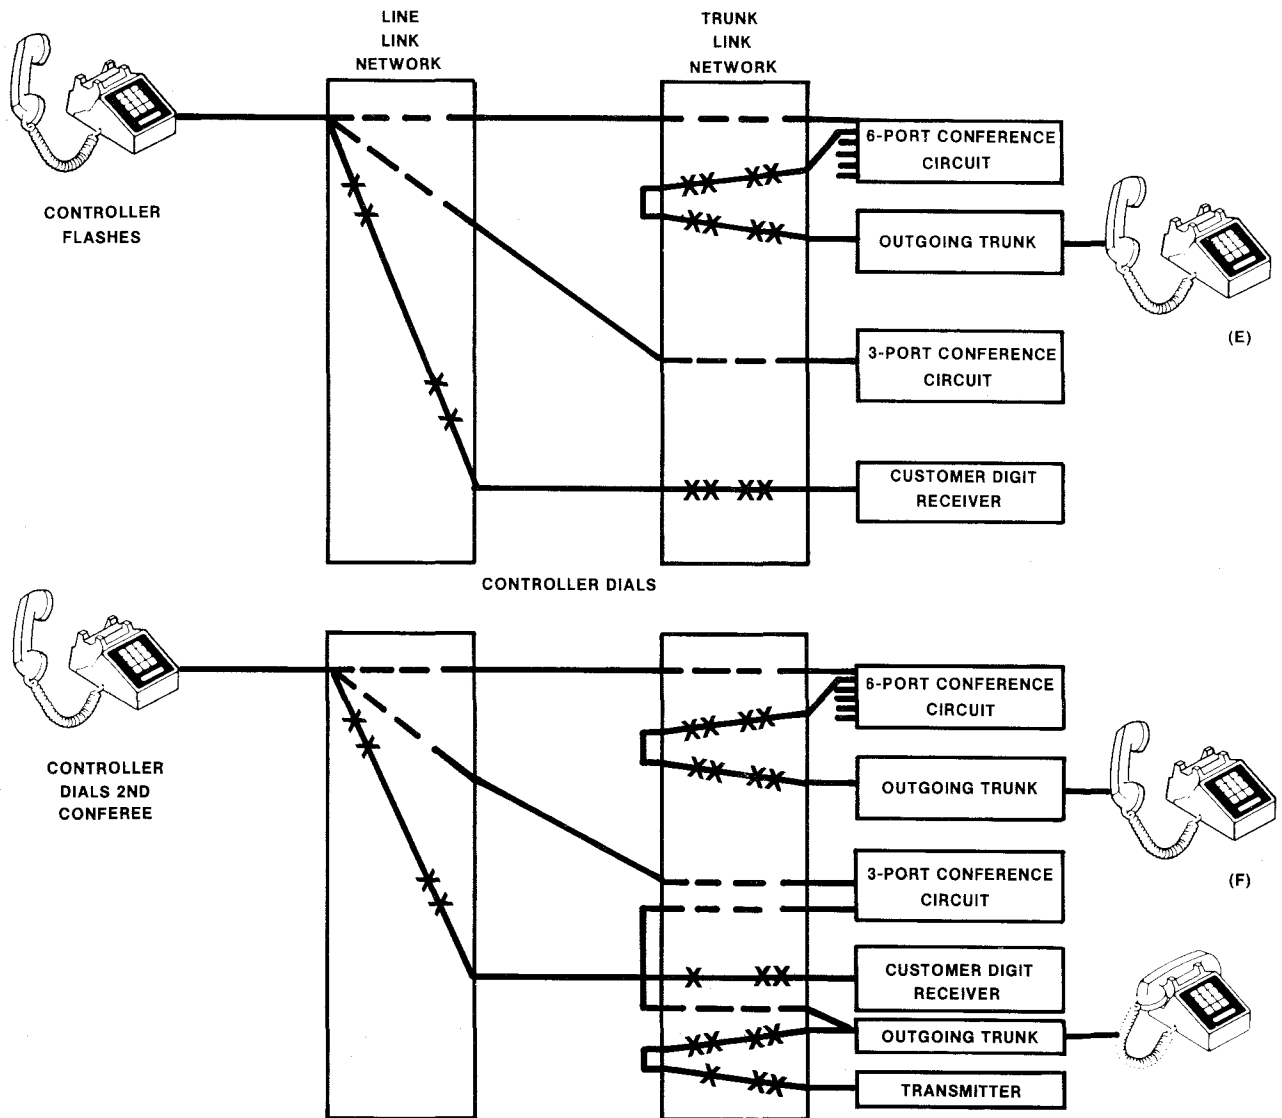 LINE
LINK
NETWORK
TRUNK
LINK
NETWORK
6-PORT CONFERENCE
CIRCUIT
CONTROLLER
FLASHES
OUTGOING TRUNK
(E)
3-PORT CONFERENCE
CIRCUIT
CUSTOMER DIGIT
RECEIVER
CONTROLLER DIALS
6-PORT CONFERENCE
CIRCUIT
CONTROLLER
DIALS 2ND
CONFEREE
OUTGOING TRUNK
3-PORT CONFERENCE
CIRCUIT
(F)
CUSTOMER DIGIT
RECEIVER
OUTGOING TRUNK
TRANSMITTER